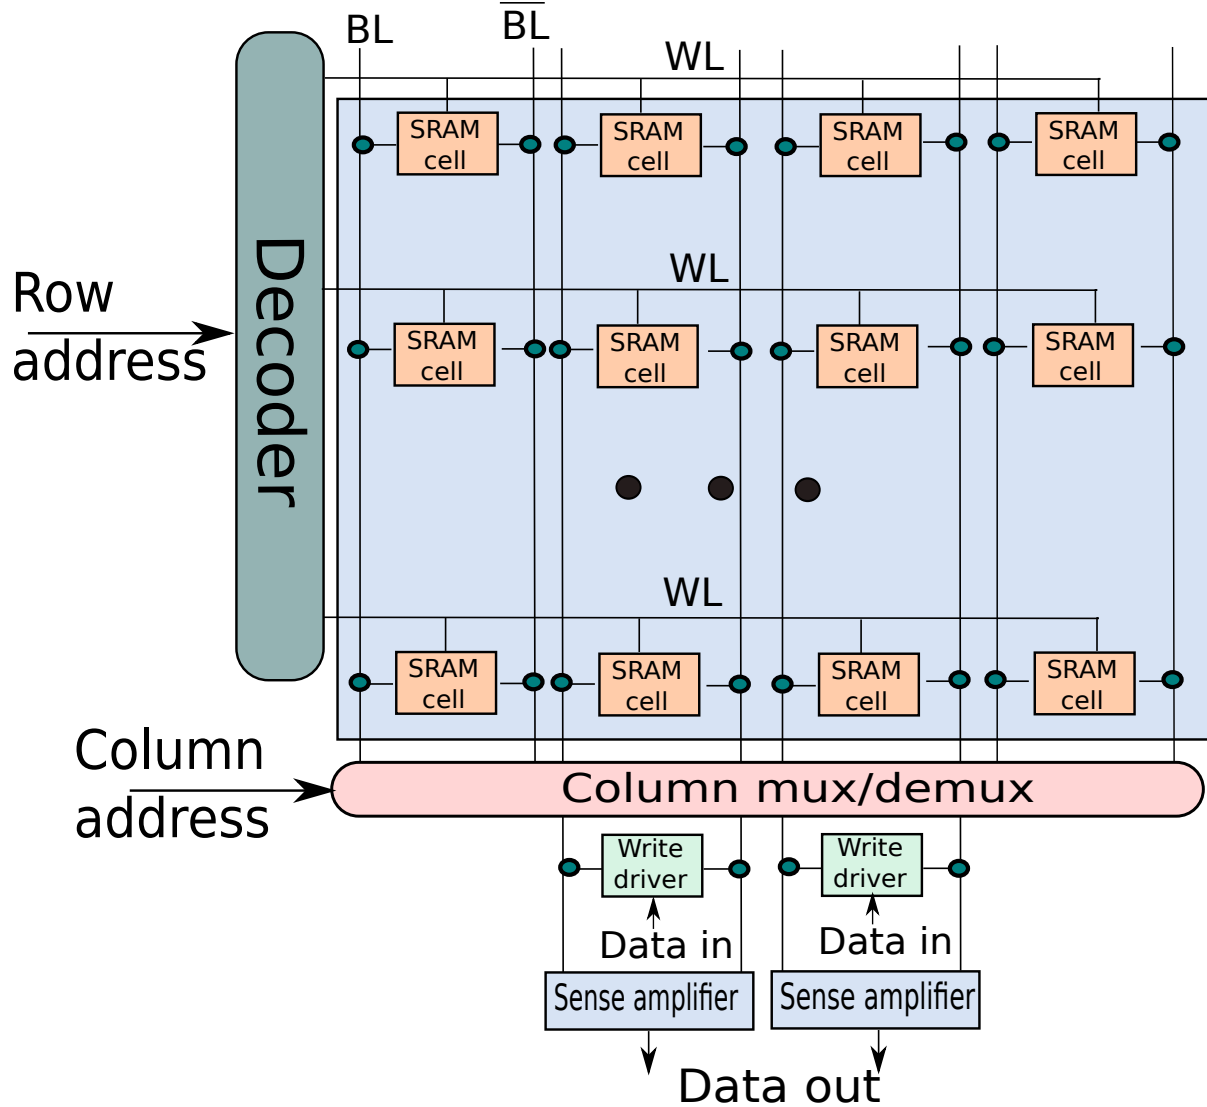 BL
B̅L̅
WL
SRAM
cell
SRAM
cell
SRAM
cell
SRAM
cell
Decoder
Row
address
WL
SRAM
cell
SRAM
cell
SRAM
cell
SRAM
cell
WL
SRAM
cell
SRAM
cell
SRAM
cell
SRAM
cell
Column
address
Column mux/demux
Write
driver
Write
driver
Data in
Data in
Sense amplifier
Sense amplifier
Data out